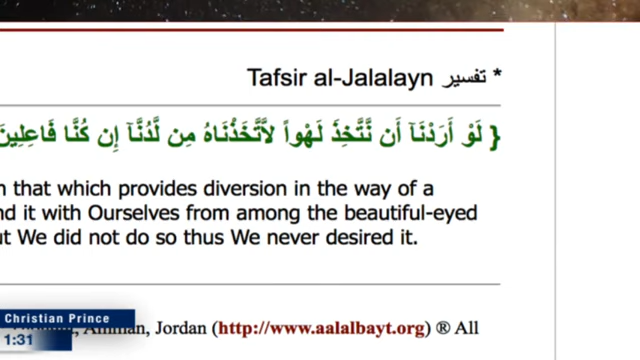 * تفسير Tafsir al-Jalalayn
{ لَوْ أَرَدْنَآ أَن نَّتَّخِذَ لَهْواً لاَّتَّخَذْنَاهُ مِن لَّدُنَّآ إِن كُنَّا فَاعِلِينَ
that which provides diversion in the way of a
it with Ourselves from among the beautiful-eyed
We did not do so thus We never desired it.
Amman, Jordan (http://www.aalalbayt.org) ® All
Christian Prince
1:31